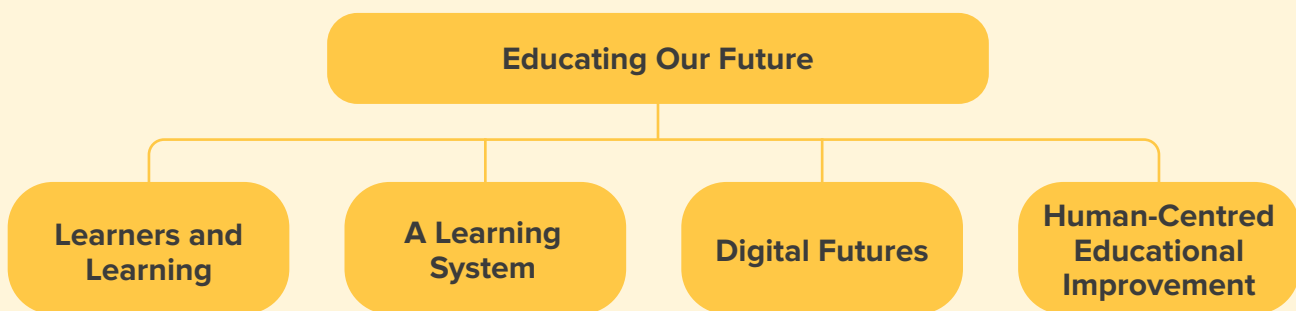 Educating Our Future
Learners and
Learning
A Learning
System
Digital Futures
Human-Centred
Educational
Improvement